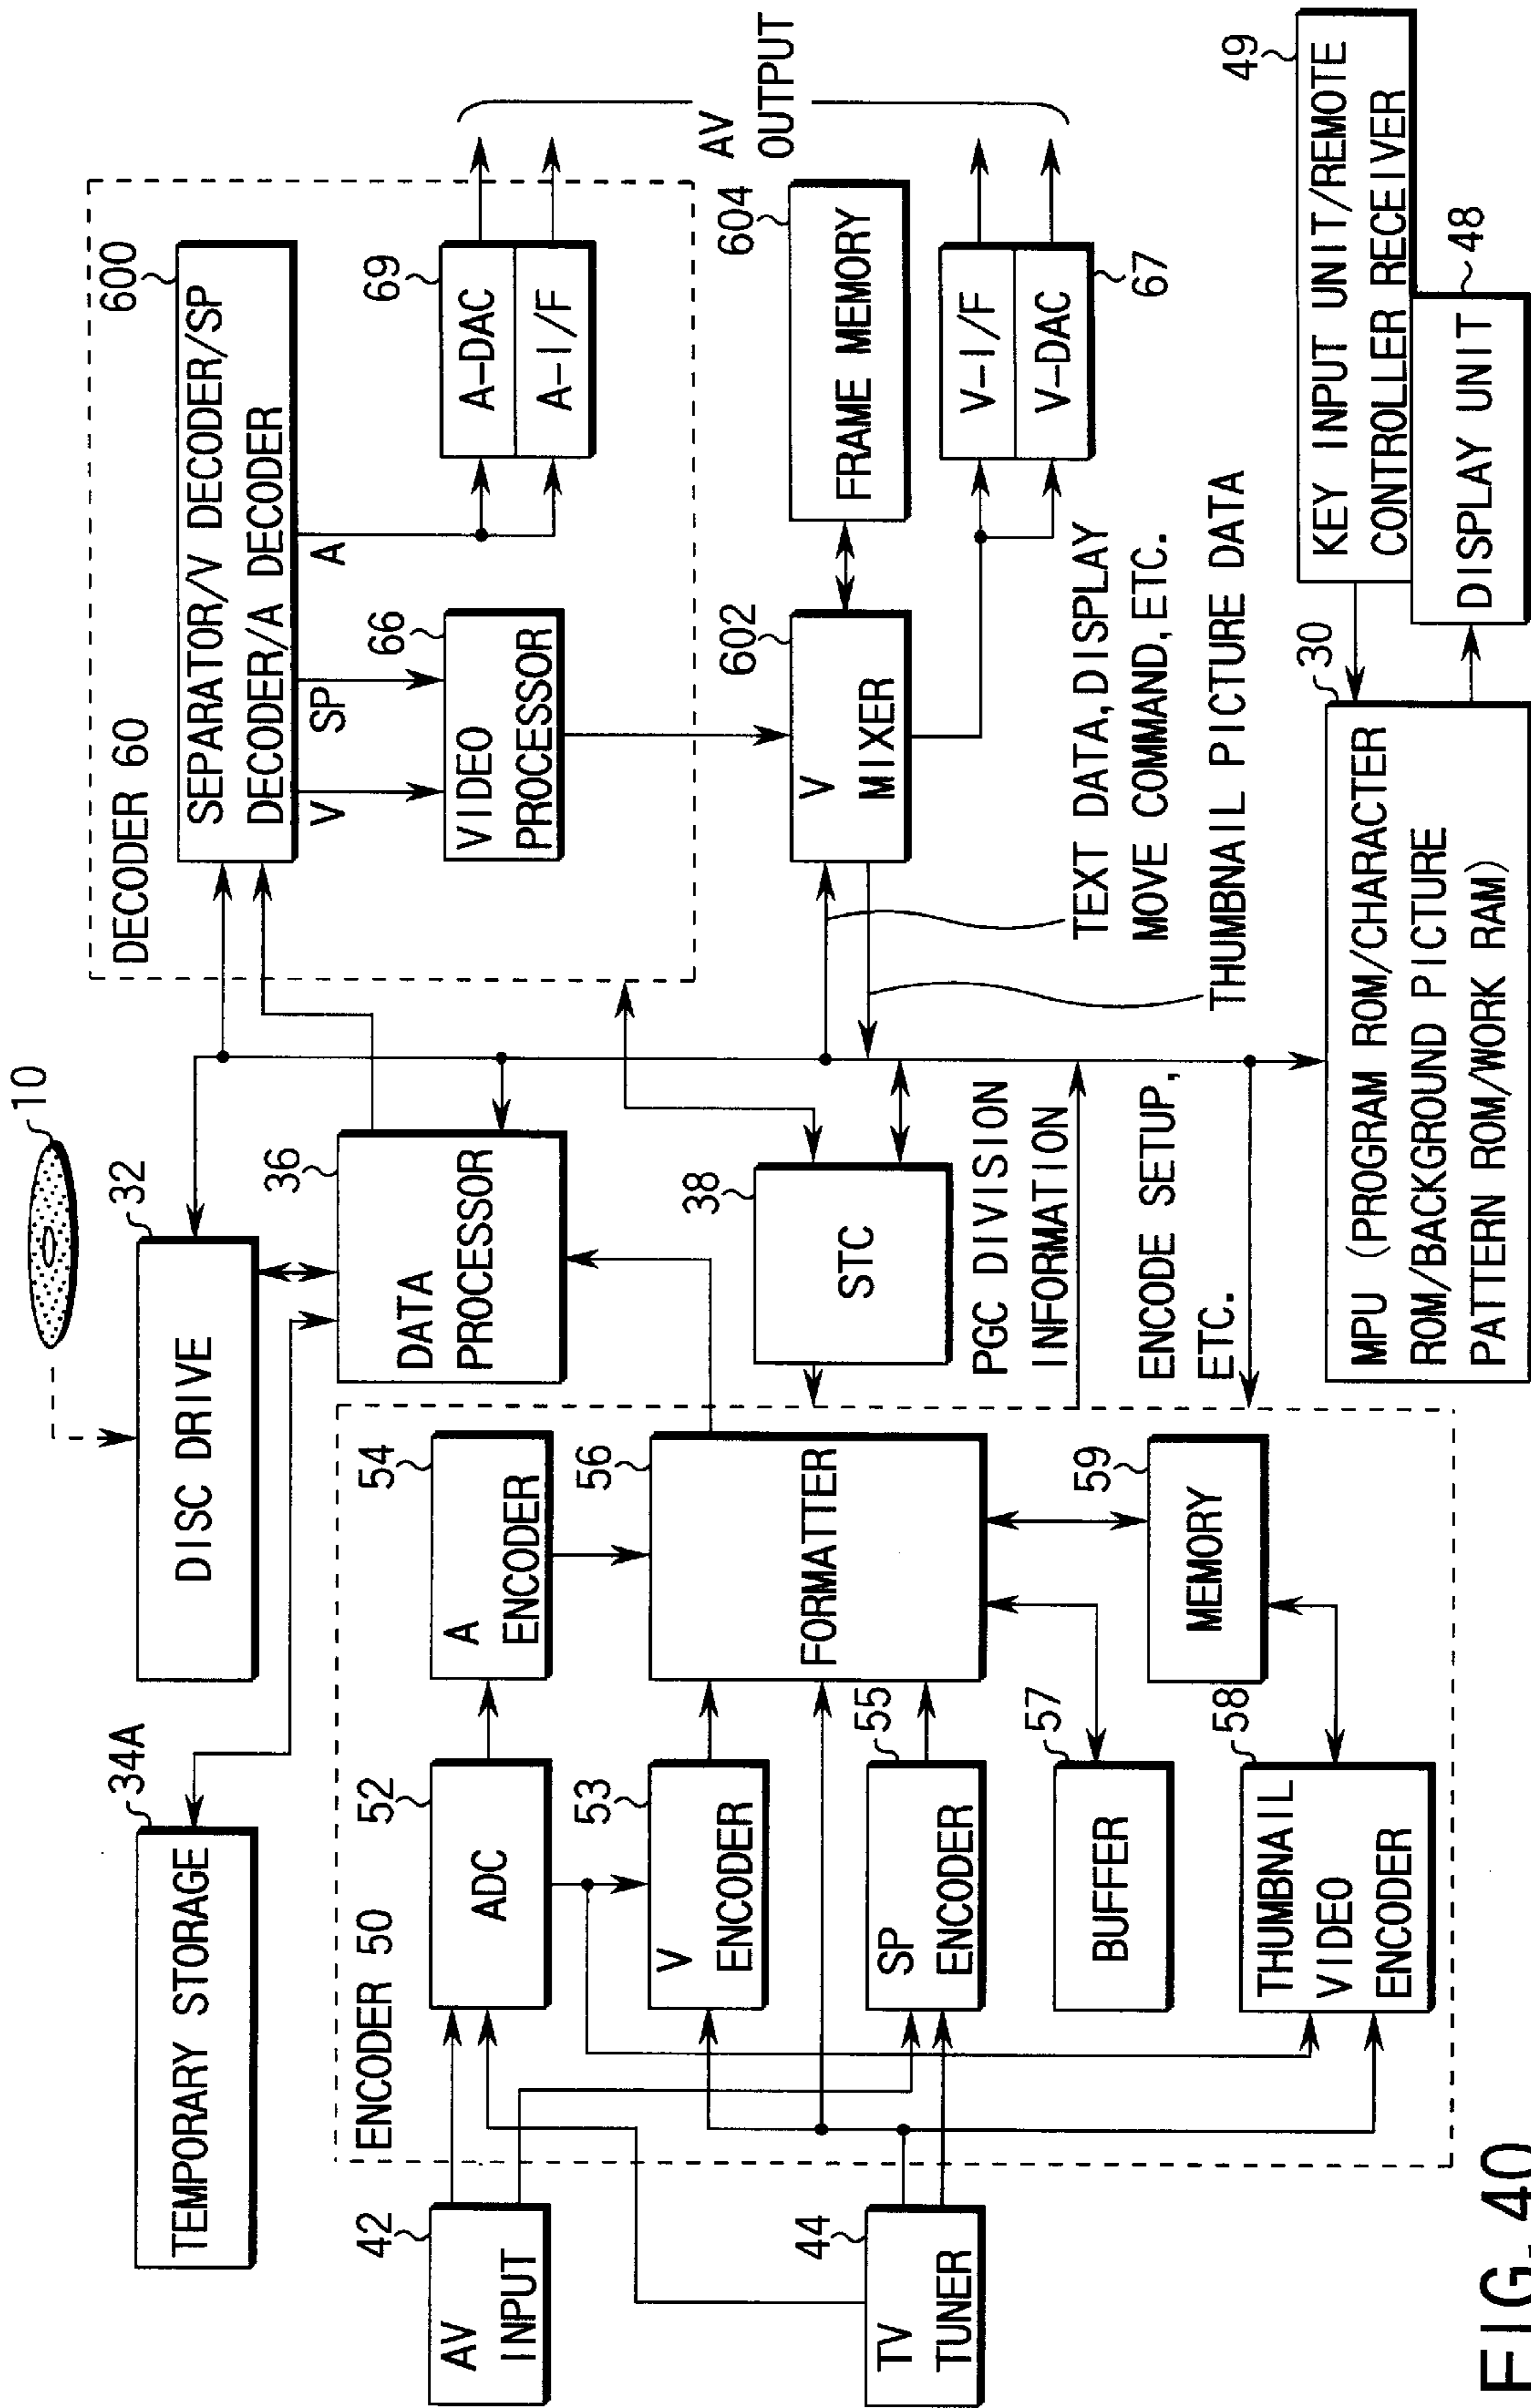 10
34A
TEMPORARY STORAGE
32
DISC DRIVE
DECODER 60
600
SEPARATOR/V DECODER/SP
DECODER/A DECODER
V
SP
A
36
DATA
PROCESSOR
66
VIDEO
PROCESSOR
69
A-DAC
A-I/F
AV
OUTPUT
ENCODER 50
42
AV
INPUT
52
ADC
54
A
ENCODER
53
V
ENCODER
56
FORMATTER
38
STC
602
V
MIXER
604
FRAME MEMORY
V-I/F
V-DAC
67
44
TV
TUNER
55
SP
ENCODER
57
BUFFER
59
MEMORY
58
THUMBNAIL
VIDEO
ENCODER
PGC DIVISION
INFORMATION
ENCODE SETUP,
ETC.
TEXT DATA,DISPLAY
MOVE COMMAND,ETC.
THUMBNAIL PICTURE DATA
30
MPU (PROGRAM ROM/CHARACTER
ROM/BACKGROUND PICTURE
PATTERN ROM/WORK RAM)
49
KEY INPUT UNIT/REMOTE
CONTROLLER RECEIVER
48
DISPLAY UNIT
FIG. 40